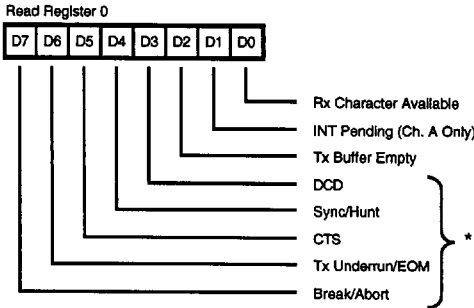 Read Register 0
D7 D6 D5 D4 D3 D2 D1 D0
Rx Character Available
INT Pending (Ch. A Only)
Tx Buffer Empty
DCD
Sync/Hunt
CTS
*
Tx Underrun/EOM
Break/Abort